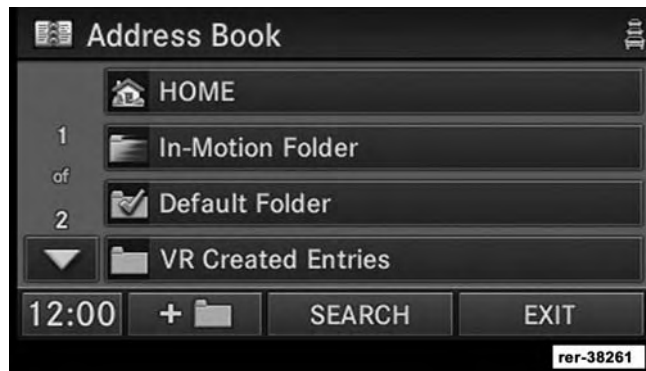 Address Book
HOME
1
of
2
In-Motion Folder
Default Folder
VR Created Entries
12:00
+
SEARCH
EXIT
rer-38261